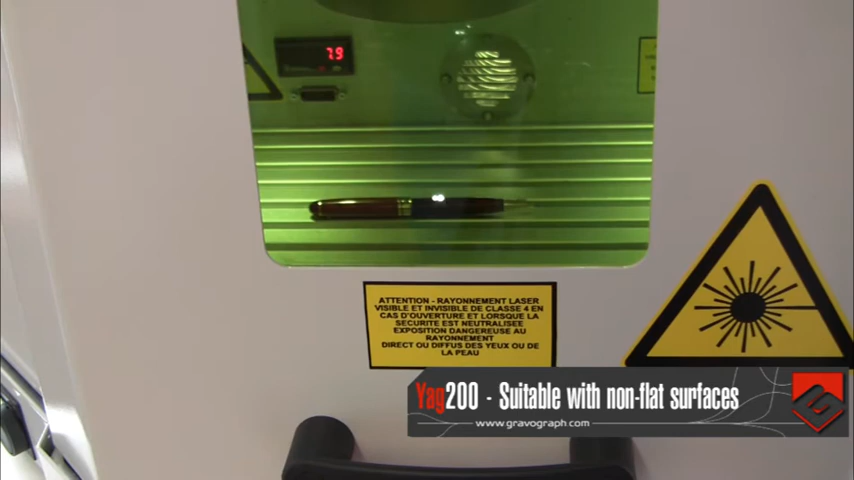 79
ATTENTION - RAYONNEMENT LASER
VISIBLE ET INVISIBLE DE CLASSE 4 EN
CAS D'OUVERTURE ET LORSQUE LA
SECURITE EST NEUTRALISEE
EXPOSITION DANGEREUSE AU
RAYONNEMENT
DIRECT OU DIFFUS DES YEUX OU DE
LA PEAU
Yag200 - Suitable with non-flat surfaces
www.gravograph.com